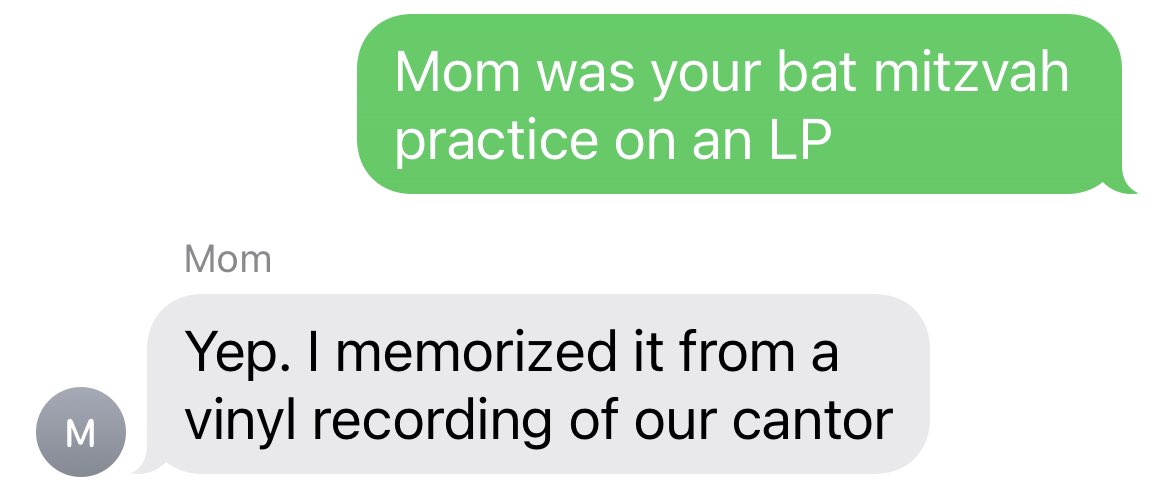 Mom was your bat mitzvah
practice on an LP
Mom
Yep. I memorized it from a
vinyl recording of our cantor
M